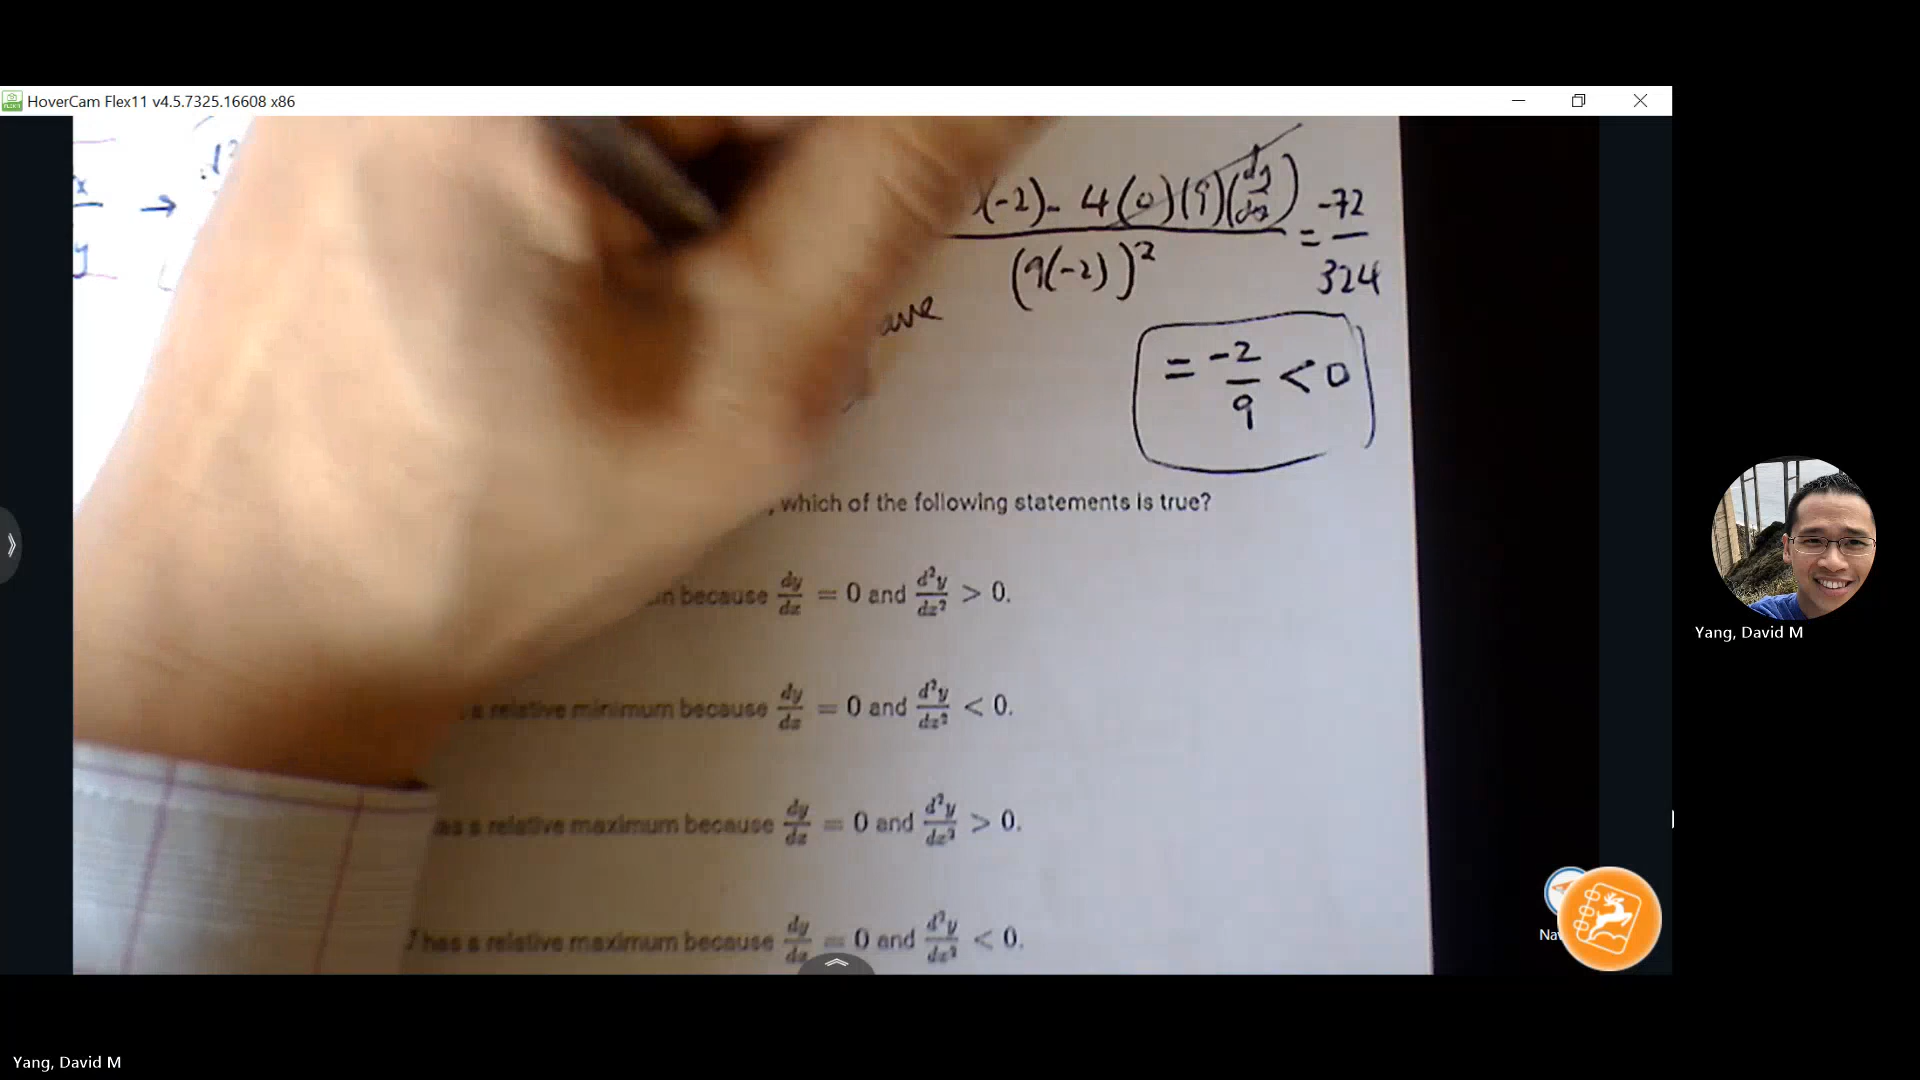 HoverCam Flex11 v4.5.7325.16608 x86
x
y
→
)(-2) - 4(0)(9)(dy/dx) / (9(-2))² = -72/324
ave
= -2/9 < 0
, which of the following statements is true?
because dy/dx = 0 and d²y/dx² > 0.
a relative minimum because dy/dx = 0 and d²y/dx² < 0.
has a relative maximum because dy/dx = 0 and d²y/dx² > 0.
f has a relative maximum because dy/dx = 0 and d²y/dx² < 0.
Yang, David M
Yang, David M